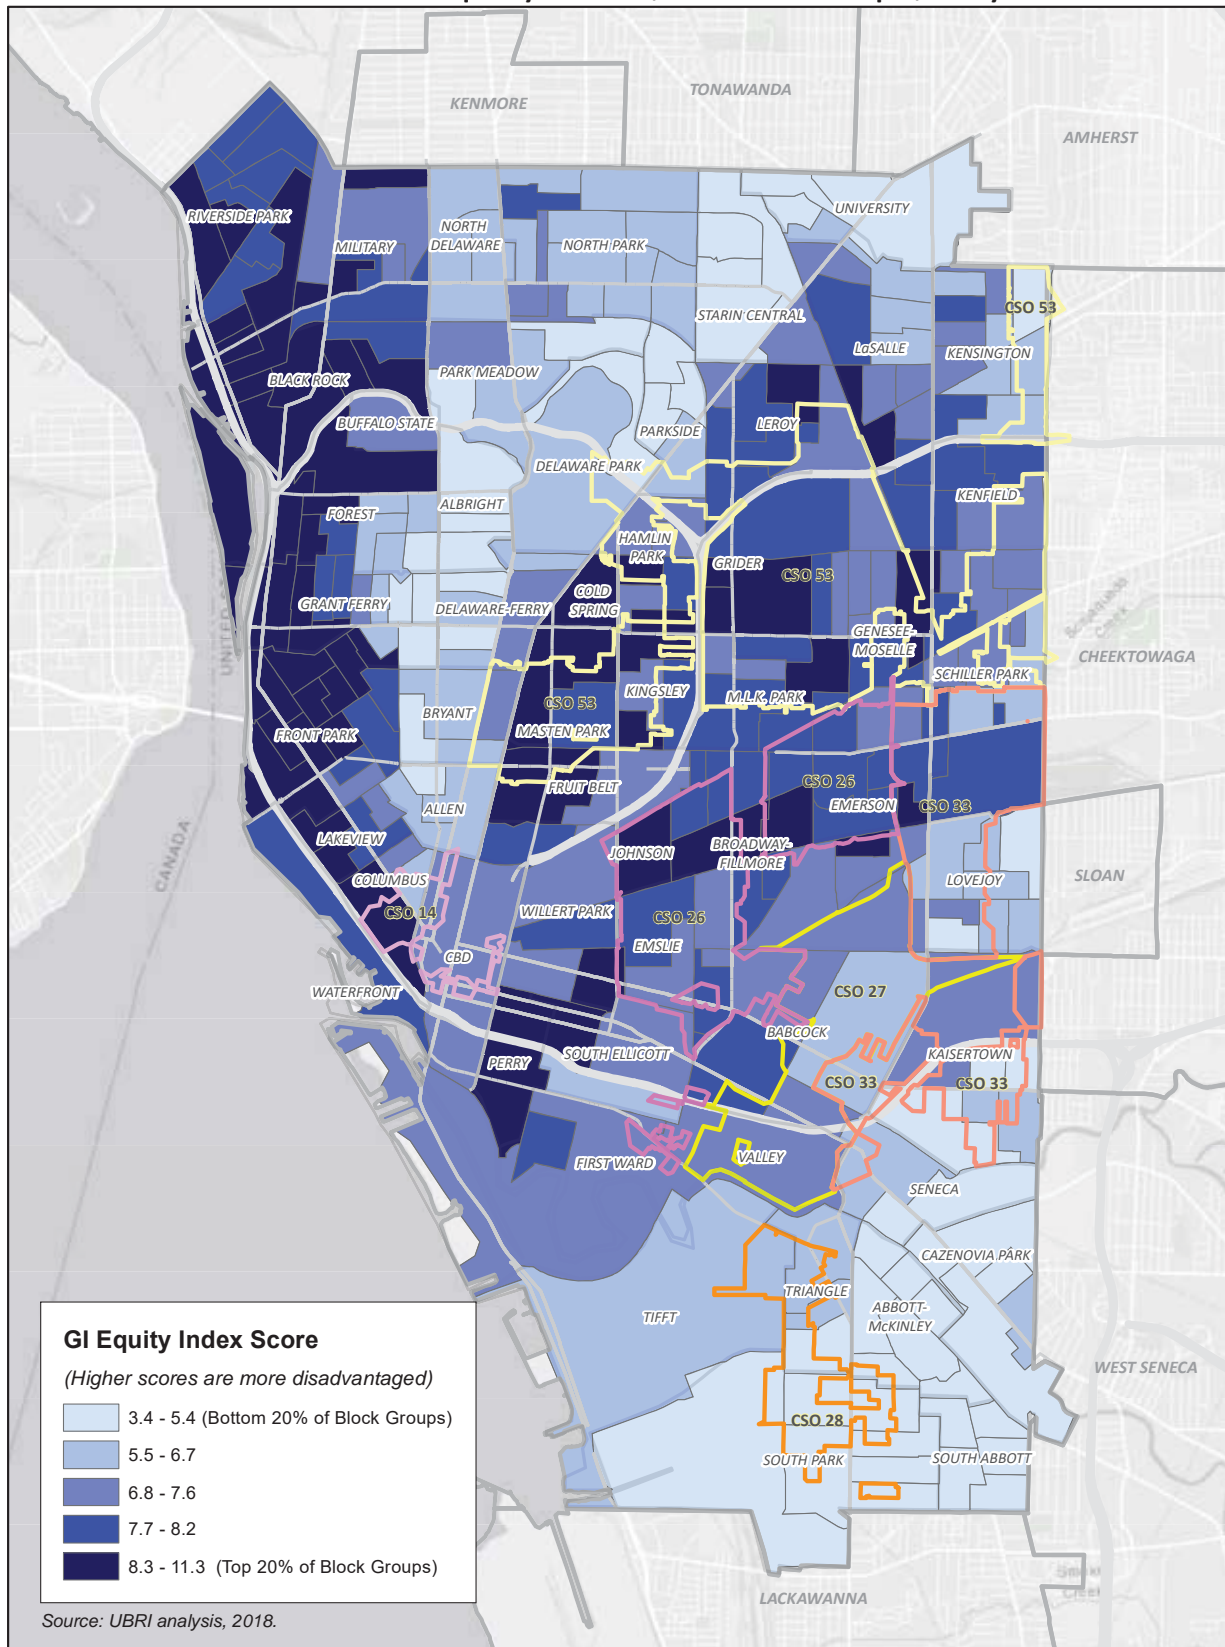 KENMORE
TONAWANDA
AMHERST
UNIVERSITY
RIVERSIDE PARK
MILITARY
NORTH
DELAWARE
NORTH PARK
CSO 53
STARIN CENTRAL
LaSALLE
KENSINGTON
BLACK ROCK
PARK MEADOW
BUFFALO STATE
PARKSIDE
LEROY
DELAWARE PARK
ALBRIGHT
FOREST
KENFIELD
HAMLIN
PARK
GRIDER
CSO 53
COLD
SPRING
GRANT FERRY
DELAWARE-FERRY
GENESEE-
MOSELLE
CHEEKTOWAGA
SCHILLER PARK
KINGSLEY
M.L.K. PARK
CSO 53
BRYANT
MASTEN PARK
FRONT PARK
FRUIT BELT
CSO 26
EMERSON
CSO 33
ALLEN
LAKEVIEW
JOHNSON
BROADWAY-
FILLMORE
COLUMBUS
LOVEJOY
SLOAN
CANADA
CSO 14
WILLERT PARK
CSO 26
EMSLIE
CBD
WATERFRONT
CSO 27
BABCOCK
PERRY
SOUTH ELLICOTT
KAISERTOWN
CSO 33
CSO 33
FIRST WARD
VALLEY
SENECA
CAZENOVIA PARK
TRIANGLE
TIFFT
ABBOTT-
McKINLEY
WEST SENECA
CSO 28
SOUTH PARK
SOUTH ABBOTT
LACKAWANNA
GI Equity Index Score
(Higher scores are more disadvantaged)
3.4 - 5.4 (Bottom 20% of Block Groups)
5.5 - 6.7
6.8 - 7.6
7.7 - 8.2
8.3 - 11.3 (Top 20% of Block Groups)
Source: UBRI analysis, 2018.